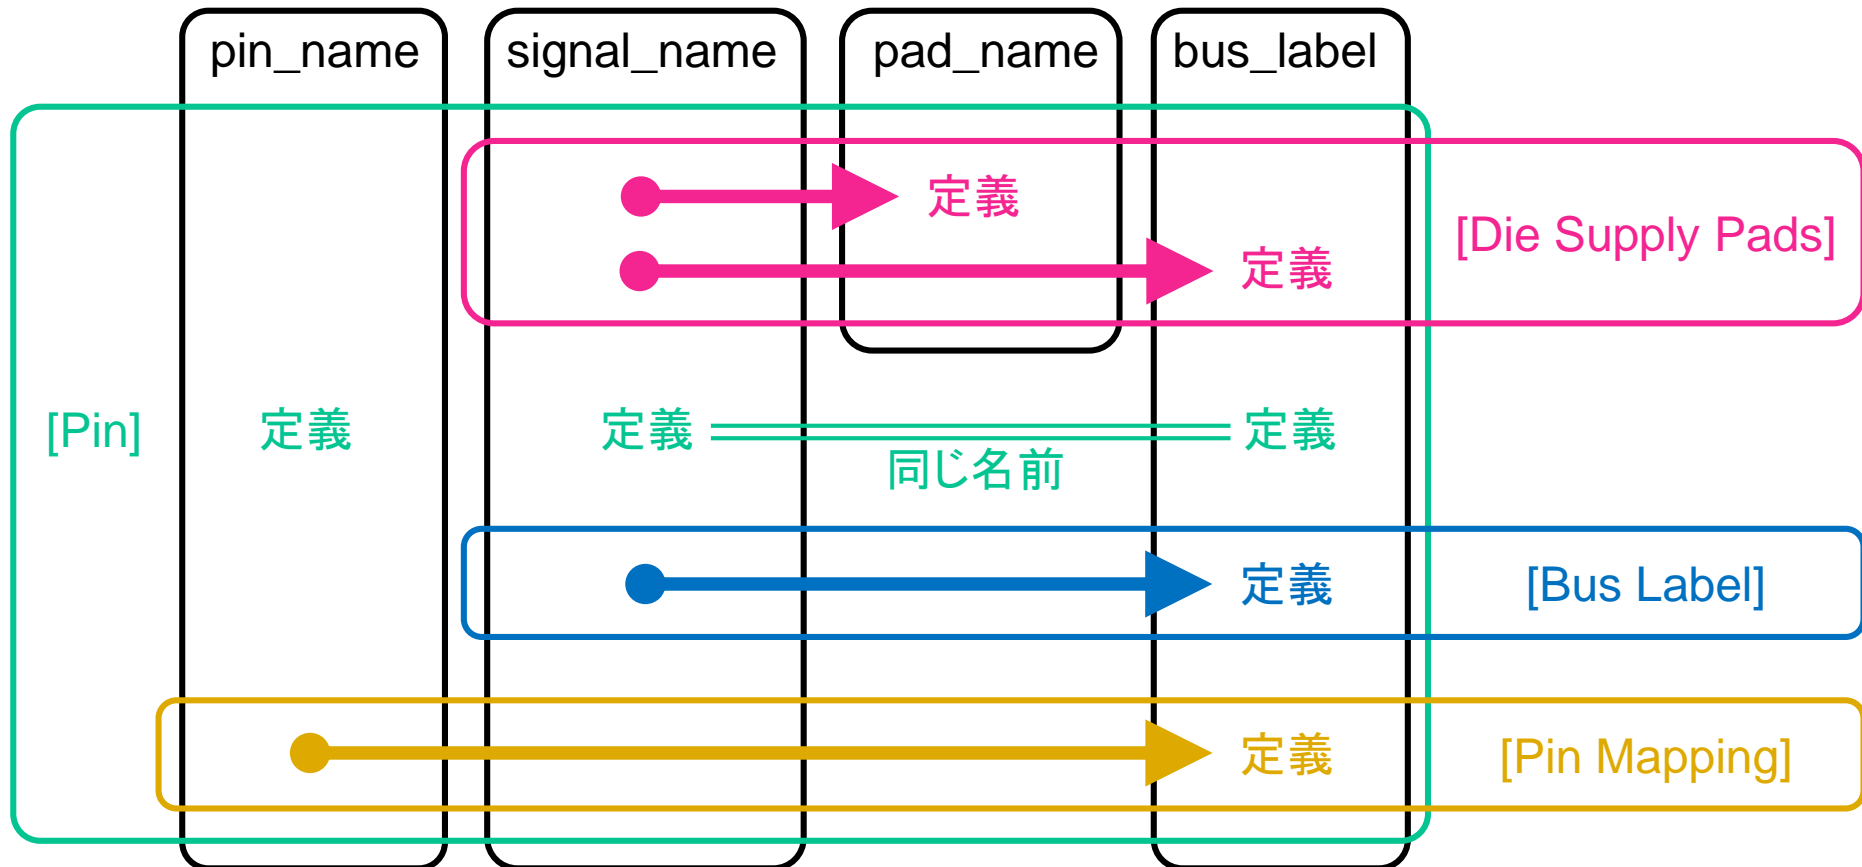 pin_name
signal_name
pad_name
bus_label
定義
[Die Supply Pads]
定義
[Pin]
定義
定義
定義
同じ名前
定義
[Bus Label]
定義
[Pin Mapping]